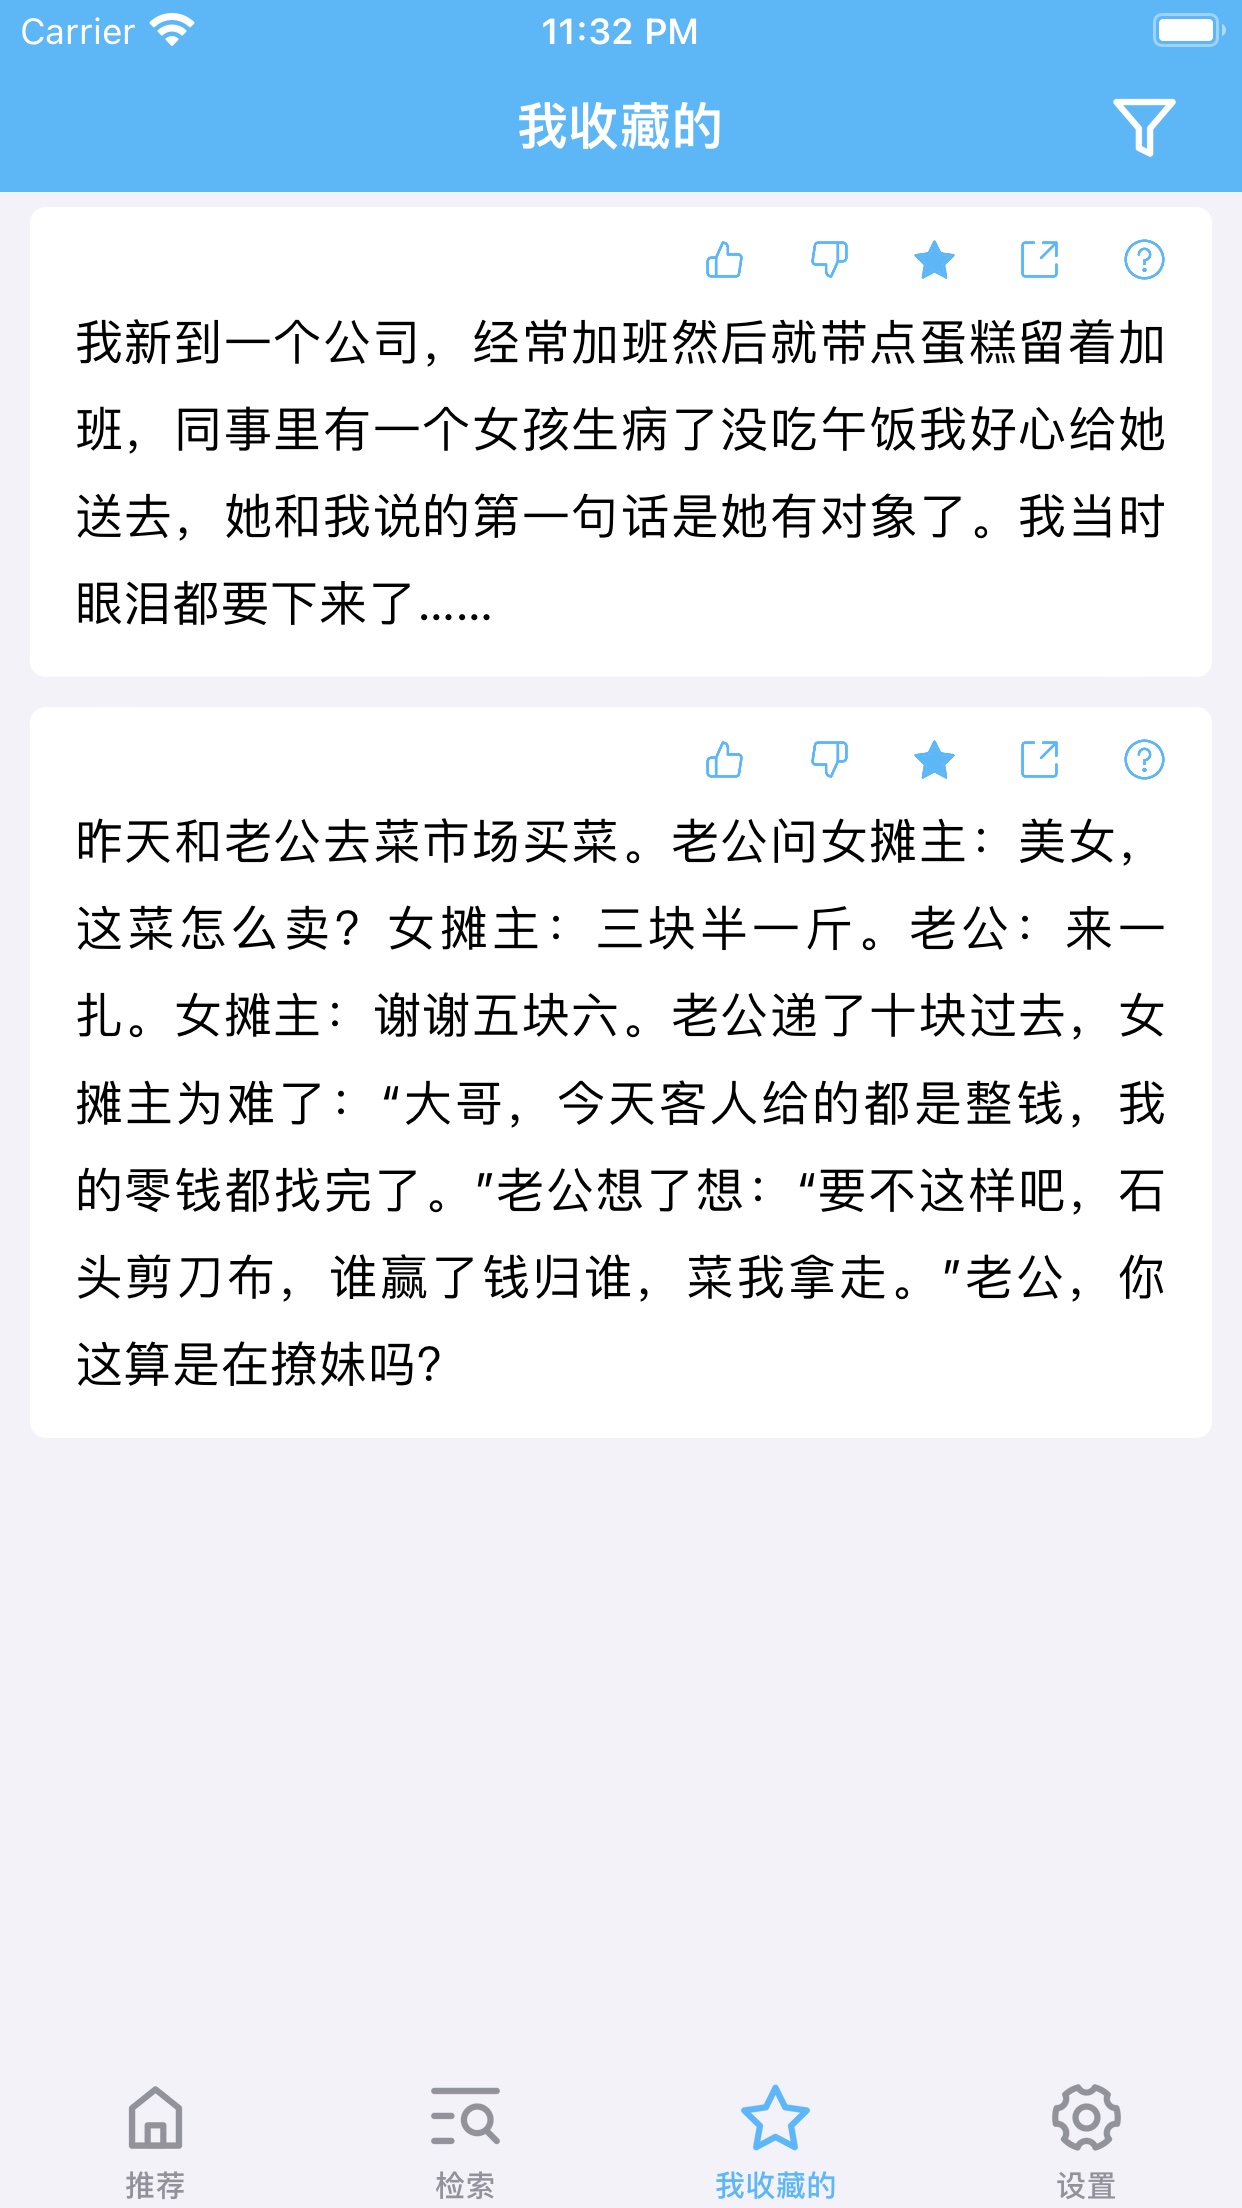 Carrier 11:32 PM
我收藏的
我新到一个公司，经常加班然后就带点蛋糕留着加
班，同事里有一个女孩生病了没吃午饭我好心给她
送去，她和我说的第一句话是她有对象了。我当时
眼泪都要下来了……
昨天和老公去菜市场买菜。老公问女摊主：美女，
这菜怎么卖？女摊主：三块半一斤。老公：来一
扎。女摊主：谢谢五块六。老公递了十块过去，女
摊主为难了：“大哥，今天客人给的都是整钱，我
的零钱都找完了。”老公想了想：“要不这样吧，石
头剪刀布，谁赢了钱归谁，菜我拿走。”老公，你
这算是在撩妹吗?
推荐 检索 我收藏的 设置